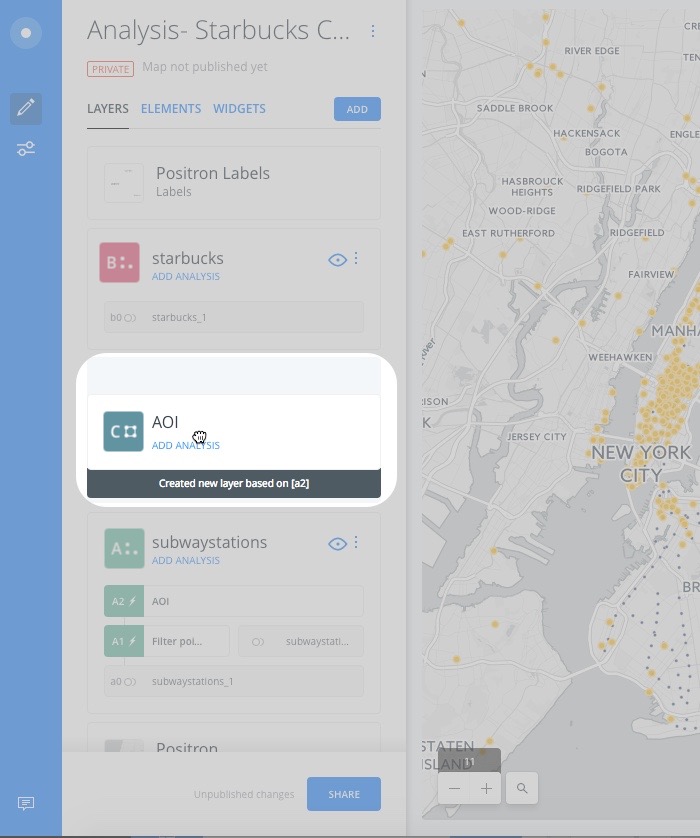 Analysis- Starbucks C...
PRIVATE Map not published yet
LAYERS ELEMENTS WIDGETS ADD
Positron Labels
Labels
B
starbucks
ADD ANALYSIS
b0 starbucks_1
C
AOI
ADD ANALYSIS
Created new layer based on [a2]
A
subwaystations
ADD ANALYSIS
A2 AOI
A1 Filter poi... subwaystati...
a0 subwaystations_1
Positron
Unpublished changes SHARE
CRE
RIVER EDGE
TEN
SADDLE BROOK
HACKENSACK
ENGLE
BOGOTA
HASBROUCK
HEIGHTS
RIDGEFIELD PARK
WOOD-RIDGE
EAST RUTHERFORD
RIDGEFIELD
FAIRVIEW
MANHA
WEEHAWKEN
RISON
K
JERSEY CITY
NEW YORK
CITY
BR
STATEN
ISLAND
11